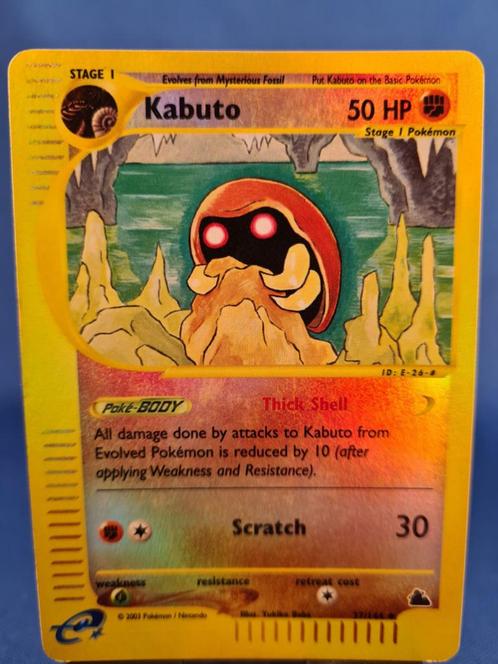 STAGE 1
Evolves from Mysterious Fossil
Put Kabuto on the Basic Pokémon
Kabuto
50 HP
Stage 1 Pokémon
ID: E-26-#
Poké-BODY
Thick Shell
All damage done by attacks to Kabuto from
Evolved Pokémon is reduced by 10 (after
applying Weakness and Resistance).
Scratch
30
weakness
resistance
retreat cost
e
© 2003 Pokémon / Nintendo
Illus. Yukiko Baba